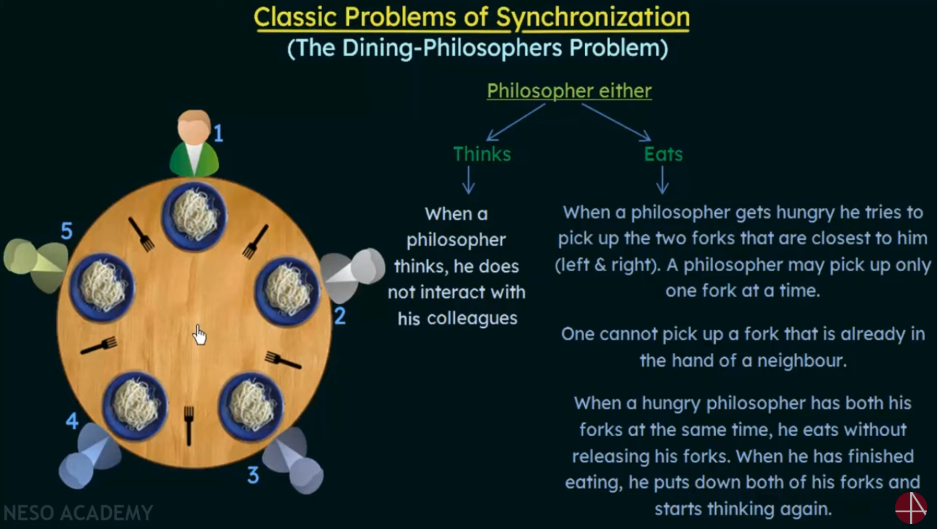 Classic Problems of Synchronization
(The Dining-Philosophers Problem)
Philosopher either
Thinks
Eats
When a
philosopher
thinks, he does
not interact with
his colleagues
When a philosopher gets hungry he tries to
pick up the two forks that are closest to him
(left & right). A philosopher may pick up only
one fork at a time.
One cannot pick up a fork that is already in
the hand of a neighbour.
When a hungry philosopher has both his
forks at the same time, he eats without
releasing his forks. When he has finished
eating, he puts down both of his forks and
starts thinking again.
1
5
2
4
3
NESO ACADEMY